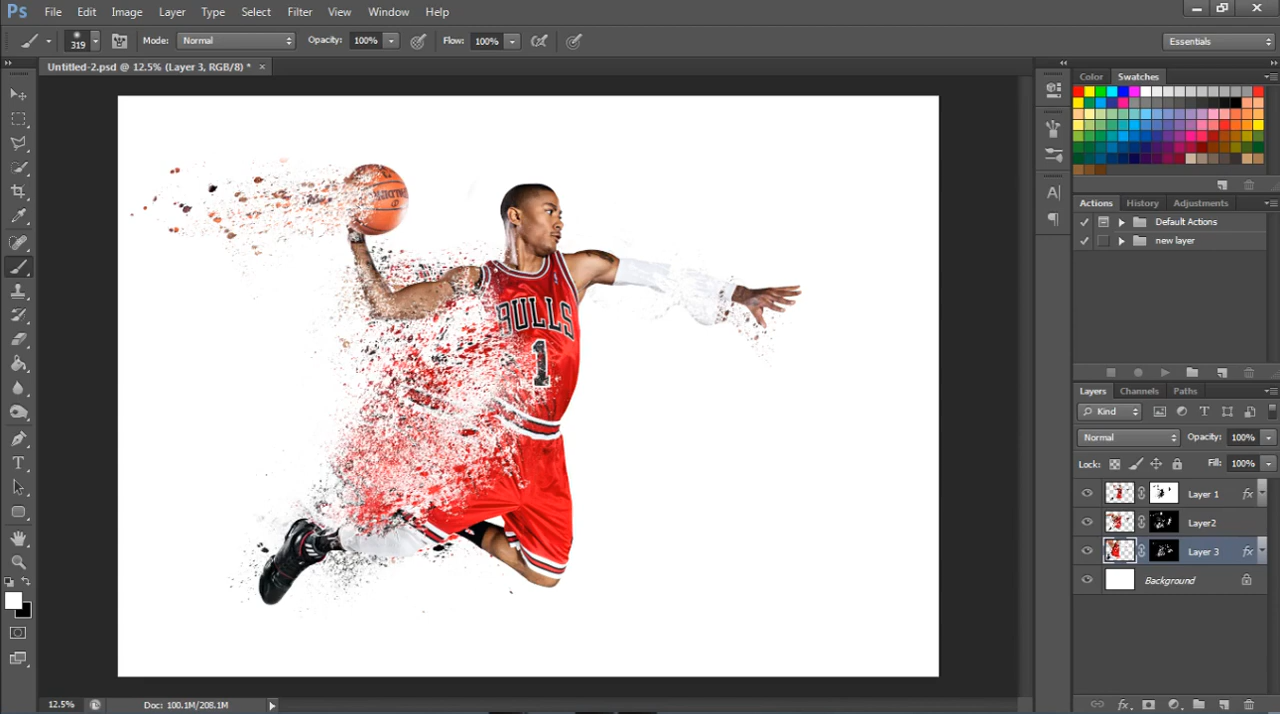 Ps File Edit Image Layer Type Select Filter View Window Help
319 Mode: Normal Opacity: 100% Flow: 100% Essentials
Untitled-2.psd @ 12.5% (Layer 3, RGB/8) * ×
Color Swatches
SPALDING
BULLS
1
Actions History Adjustments
Default Actions
new layer
Layers Channels Paths
Kind
Normal Opacity: 100%
Lock: Fill: 100%
Layer 1 fx
Layer2
Layer 3 fx
Background
12.5% Doc: 100.1M/208.1M